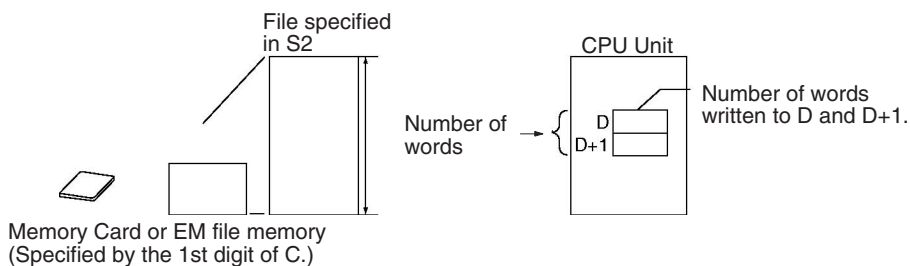 File specified
in S2
CPU Unit
Number of words
written to D and D+1.
Number of
words
D
D+1
Memory Card or EM file memory
(Specified by the 1st digit of C.)